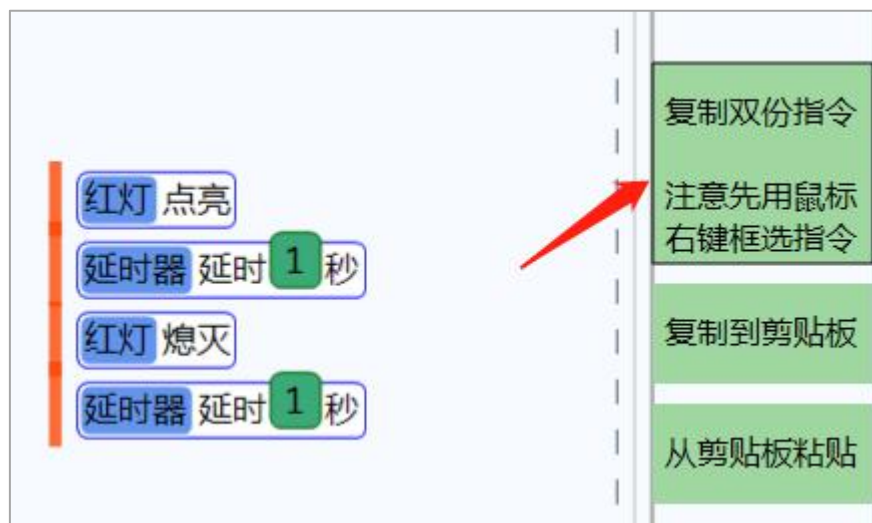 红灯 点亮
延时器 延时 1 秒
红灯 熄灭
延时器 延时 1 秒
复制双份指令
注意先用鼠标
右键框选指令
复制到剪贴板
从剪贴板粘贴